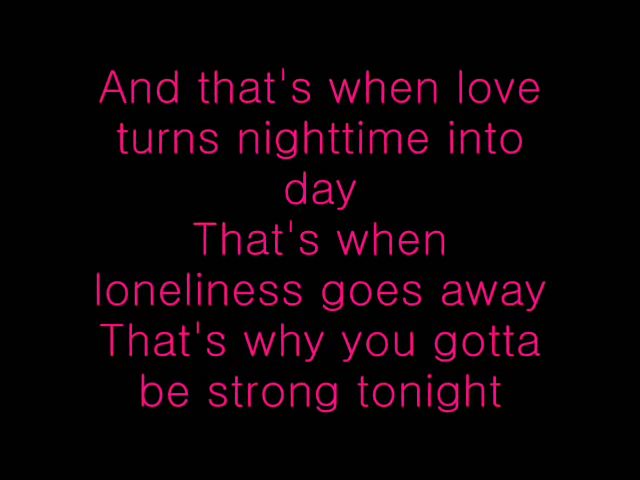 And that's when love
turns nighttime into
day
That's when
loneliness goes away
That's why you gotta
be strong tonight